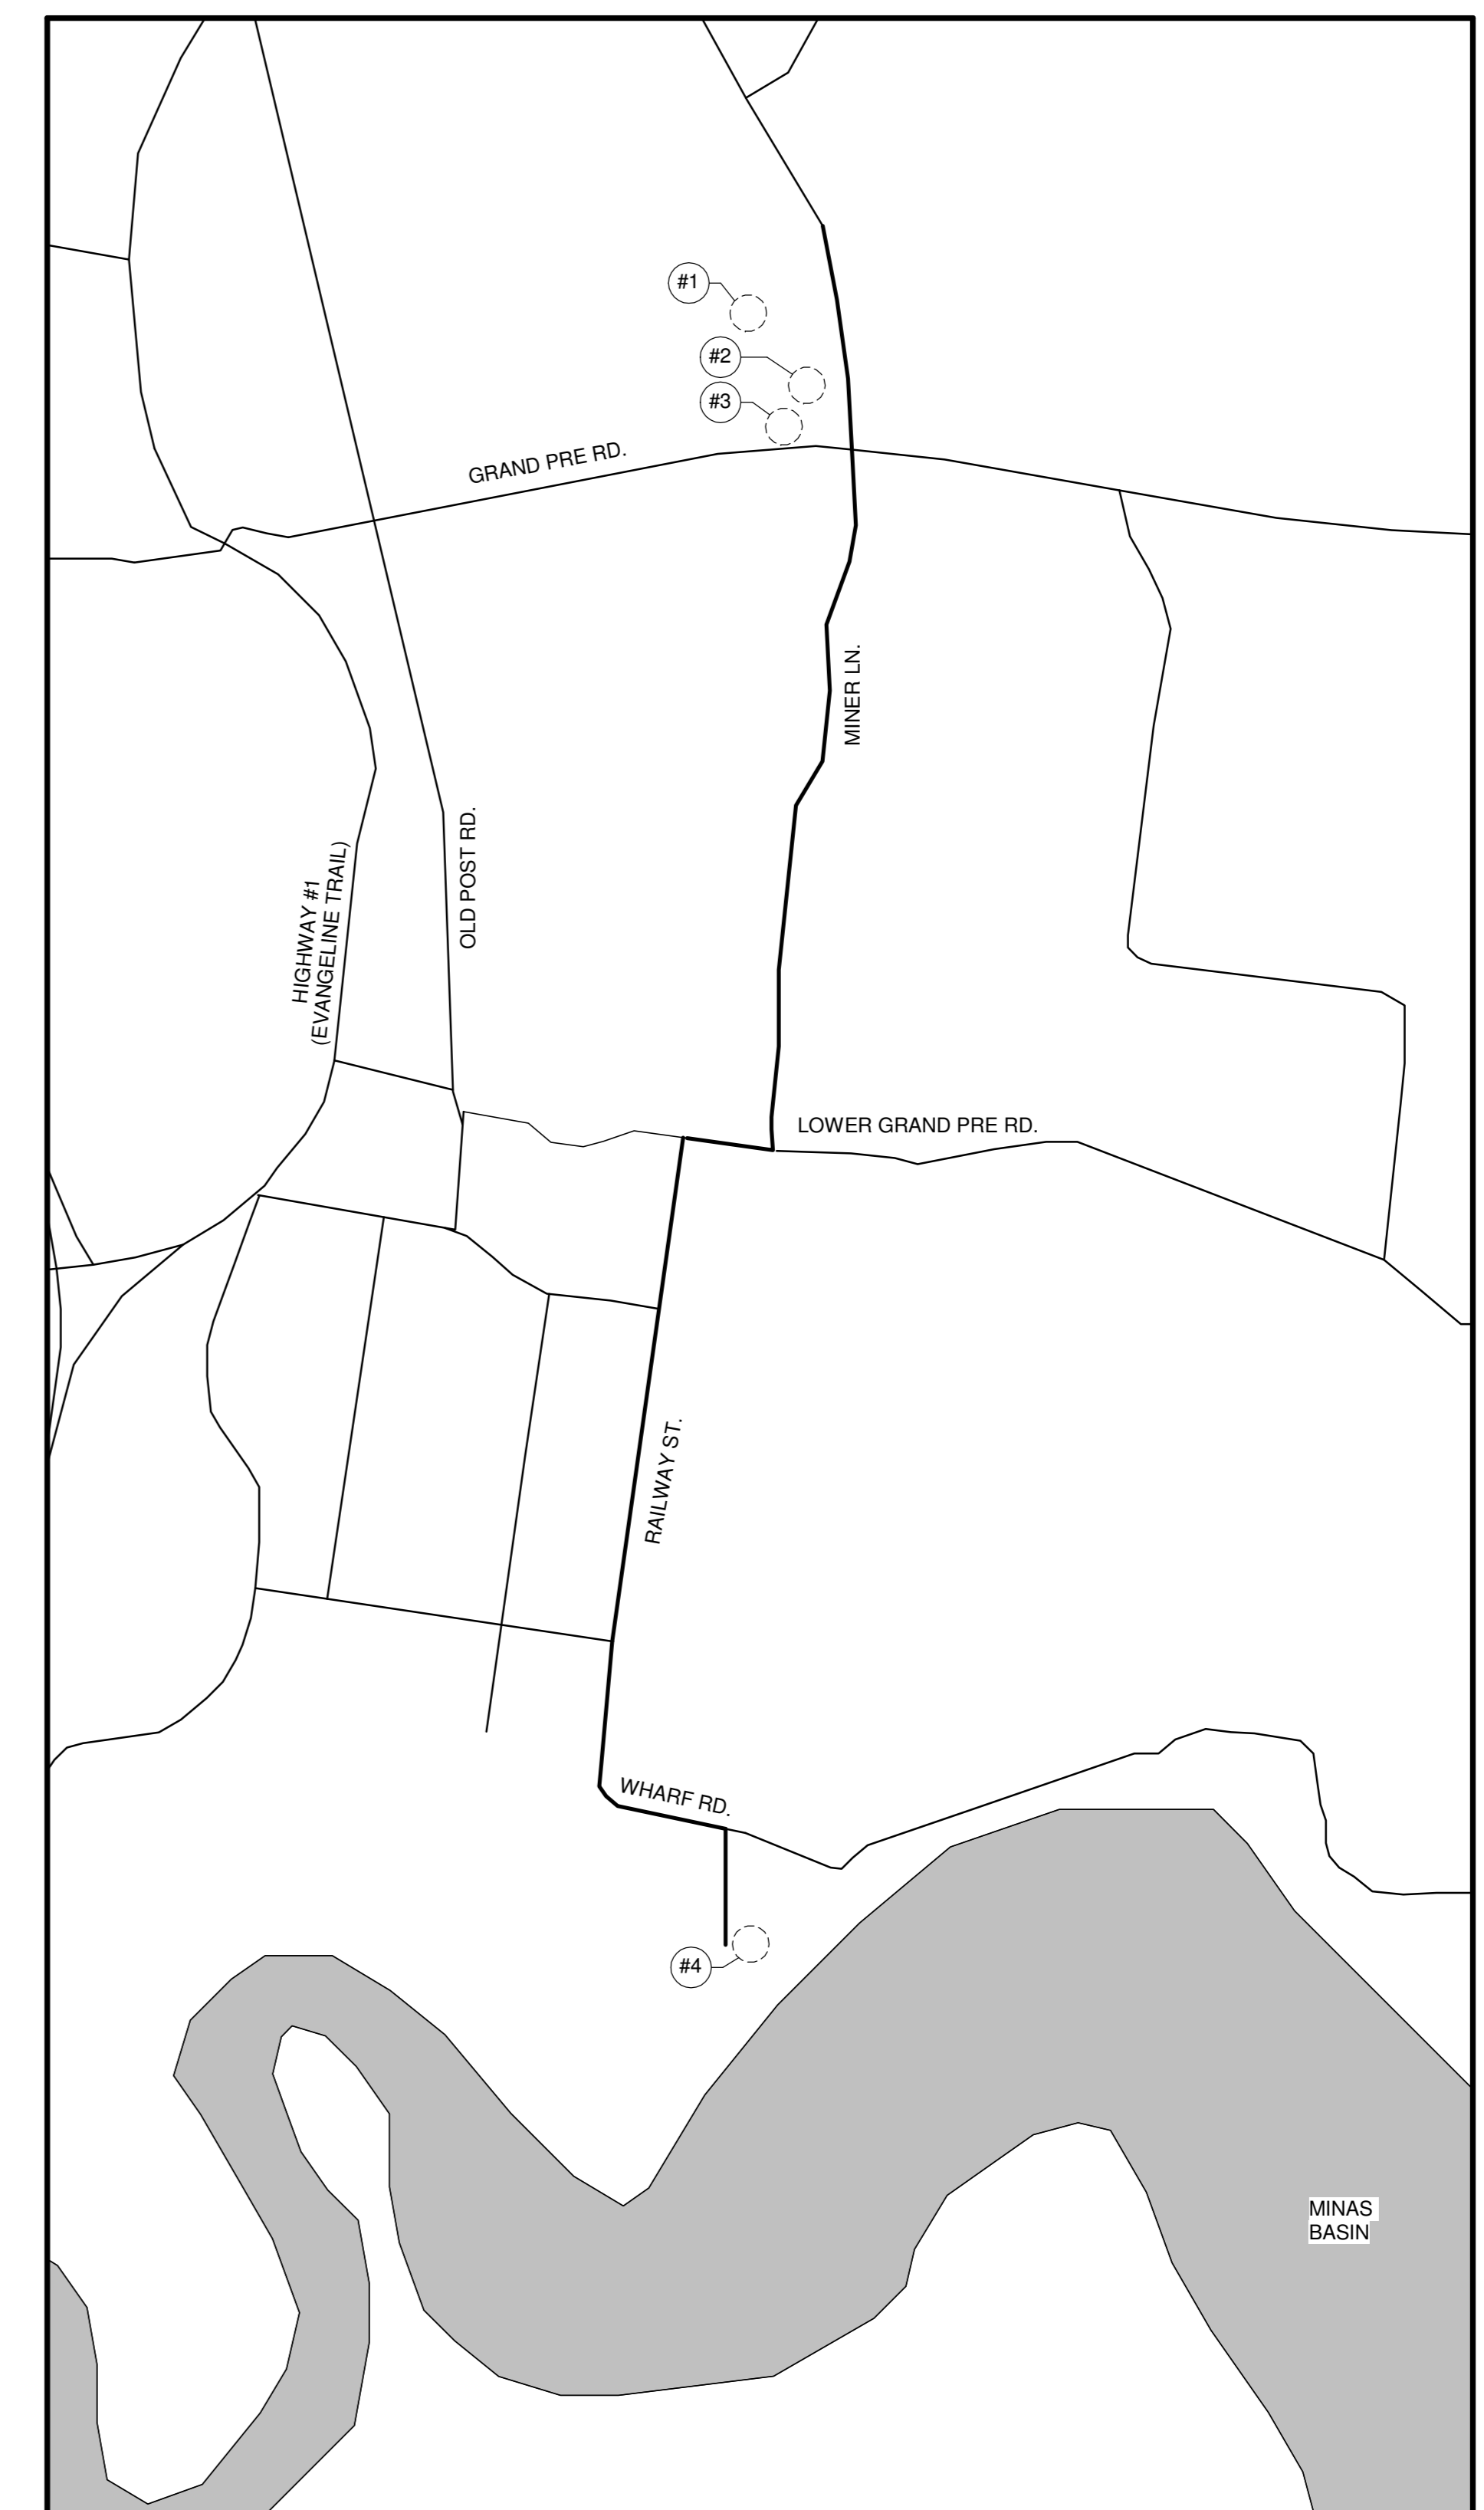 #1
#2
#3
GRAND PRE RD.
MINER LN.
OLD POST RD.
HIGHWAY #1
(EVANGELINE TRAIL)
LOWER GRAND PRE RD.
RAILWAY ST.
WHARF RD.
#4
MINAS
BASIN